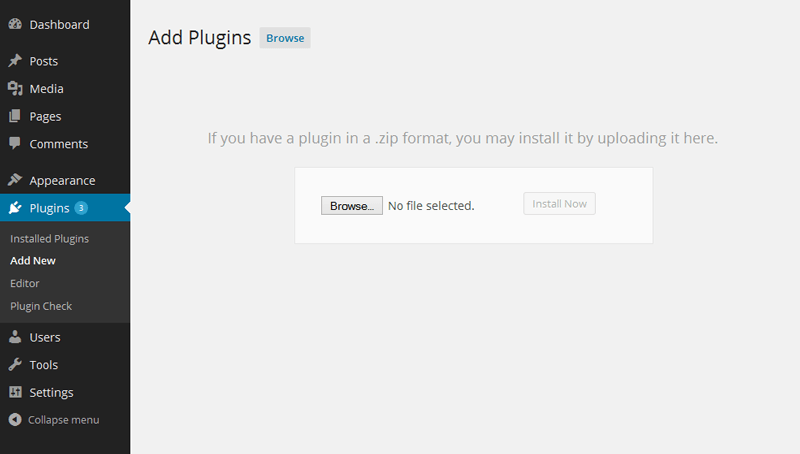 Dashboard
Posts
Media
Pages
Comments
Appearance
Plugins 3
Installed Plugins
Add New
Editor
Plugin Check
Users
Tools
Settings
Collapse menu
Add Plugins Browse
If you have a plugin in a .zip format, you may install it by uploading it here.
Browse... No file selected. Install Now